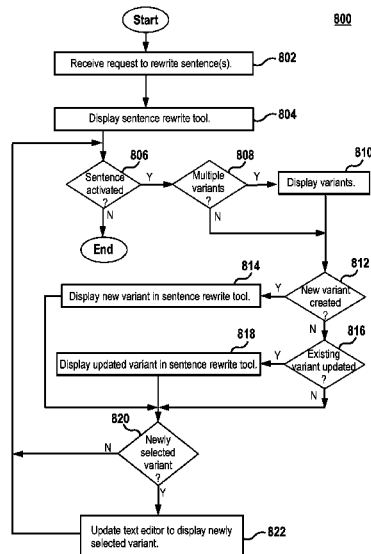 Start
800
Receive request to rewrite sentence(s).
802
Display sentence rewrite tool.
804
806
808
810
Sentence
activated
?
Y
Multiple
variants
?
Y
Display variants.
N
N
End
812
814
New variant
created
?
Y
Display new variant in sentence rewrite tool.
N
816
818
Existing
variant updated
?
Y
Display updated variant in sentence rewrite tool.
N
820
Newly
selected
variant
?
N
Y
Update text editor to display newly
selected variant.
822